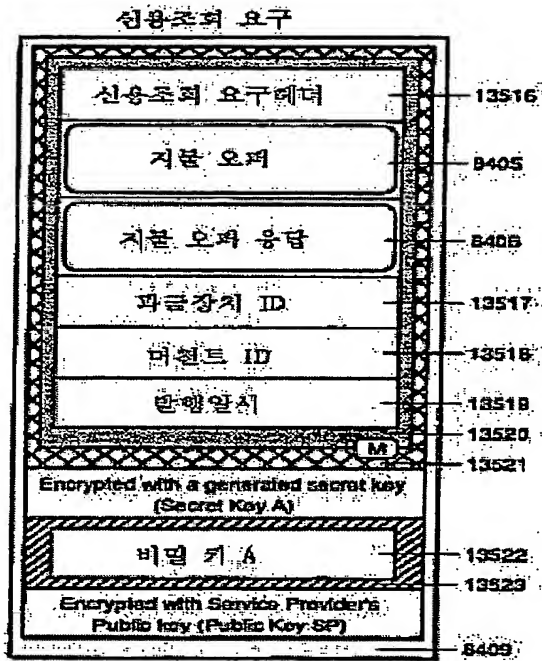 신용조회 요구
신용조회 요구헤더
13516
지불 오퍼
8405
지불 오퍼 응답
8406
과금장치 ID
13517
머천트 ID
13518
발행일시
13519
13520
M
13521
Encrypted with a generated secret key
(Secret Key A)
비밀 키 A
13522
13523
Encrypted with Service Provider's
Public key (Public Key SP)
8409